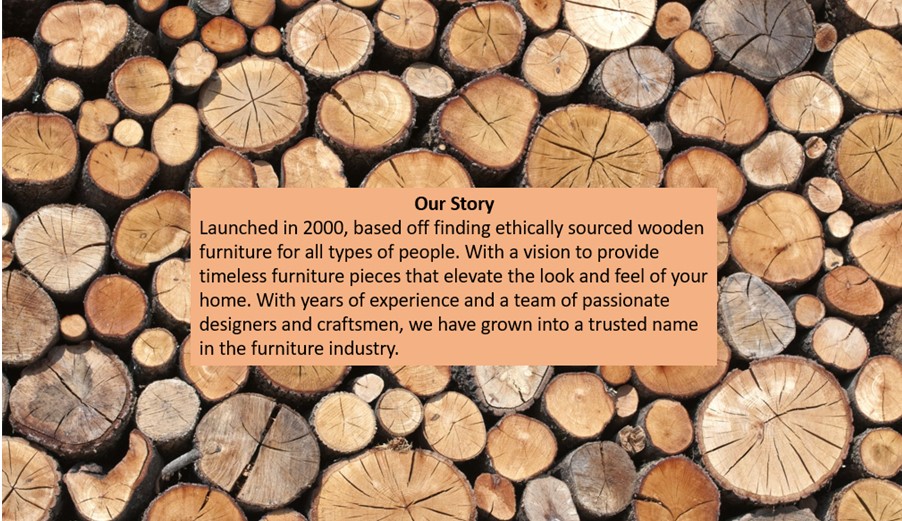 Our Story
Launched in 2000, based off finding ethically sourced wooden
furniture for all types of people. With a vision to provide
timeless furniture pieces that elevate the look and feel of your
home. With years of experience and a team of passionate
designers and craftsmen, we have grown into a trusted name
in the furniture industry.